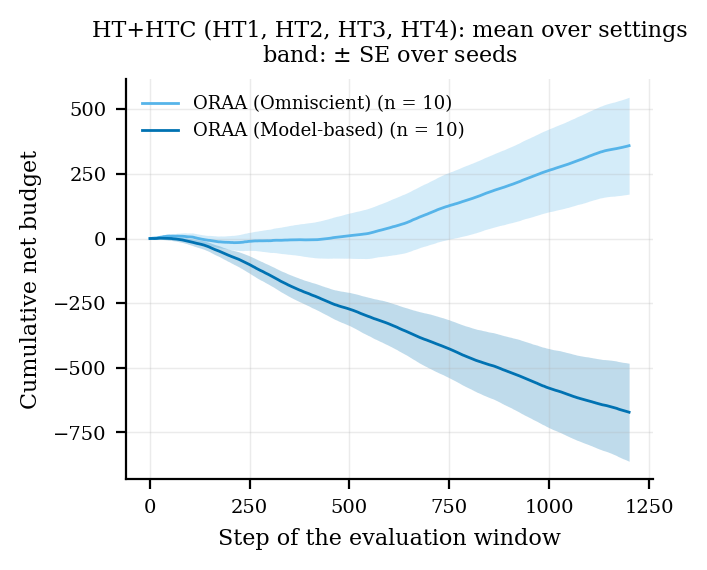 HT+HTC (HT1, HT2, HT3, HT4): mean over settings
band: ± SE over seeds
ORAA (Omniscient) (n = 10)
ORAA (Model-based) (n = 10)
Cumulative net budget
500
250
0
−250
−500
−750
0 250 500 750 1000 1250
Step of the evaluation window